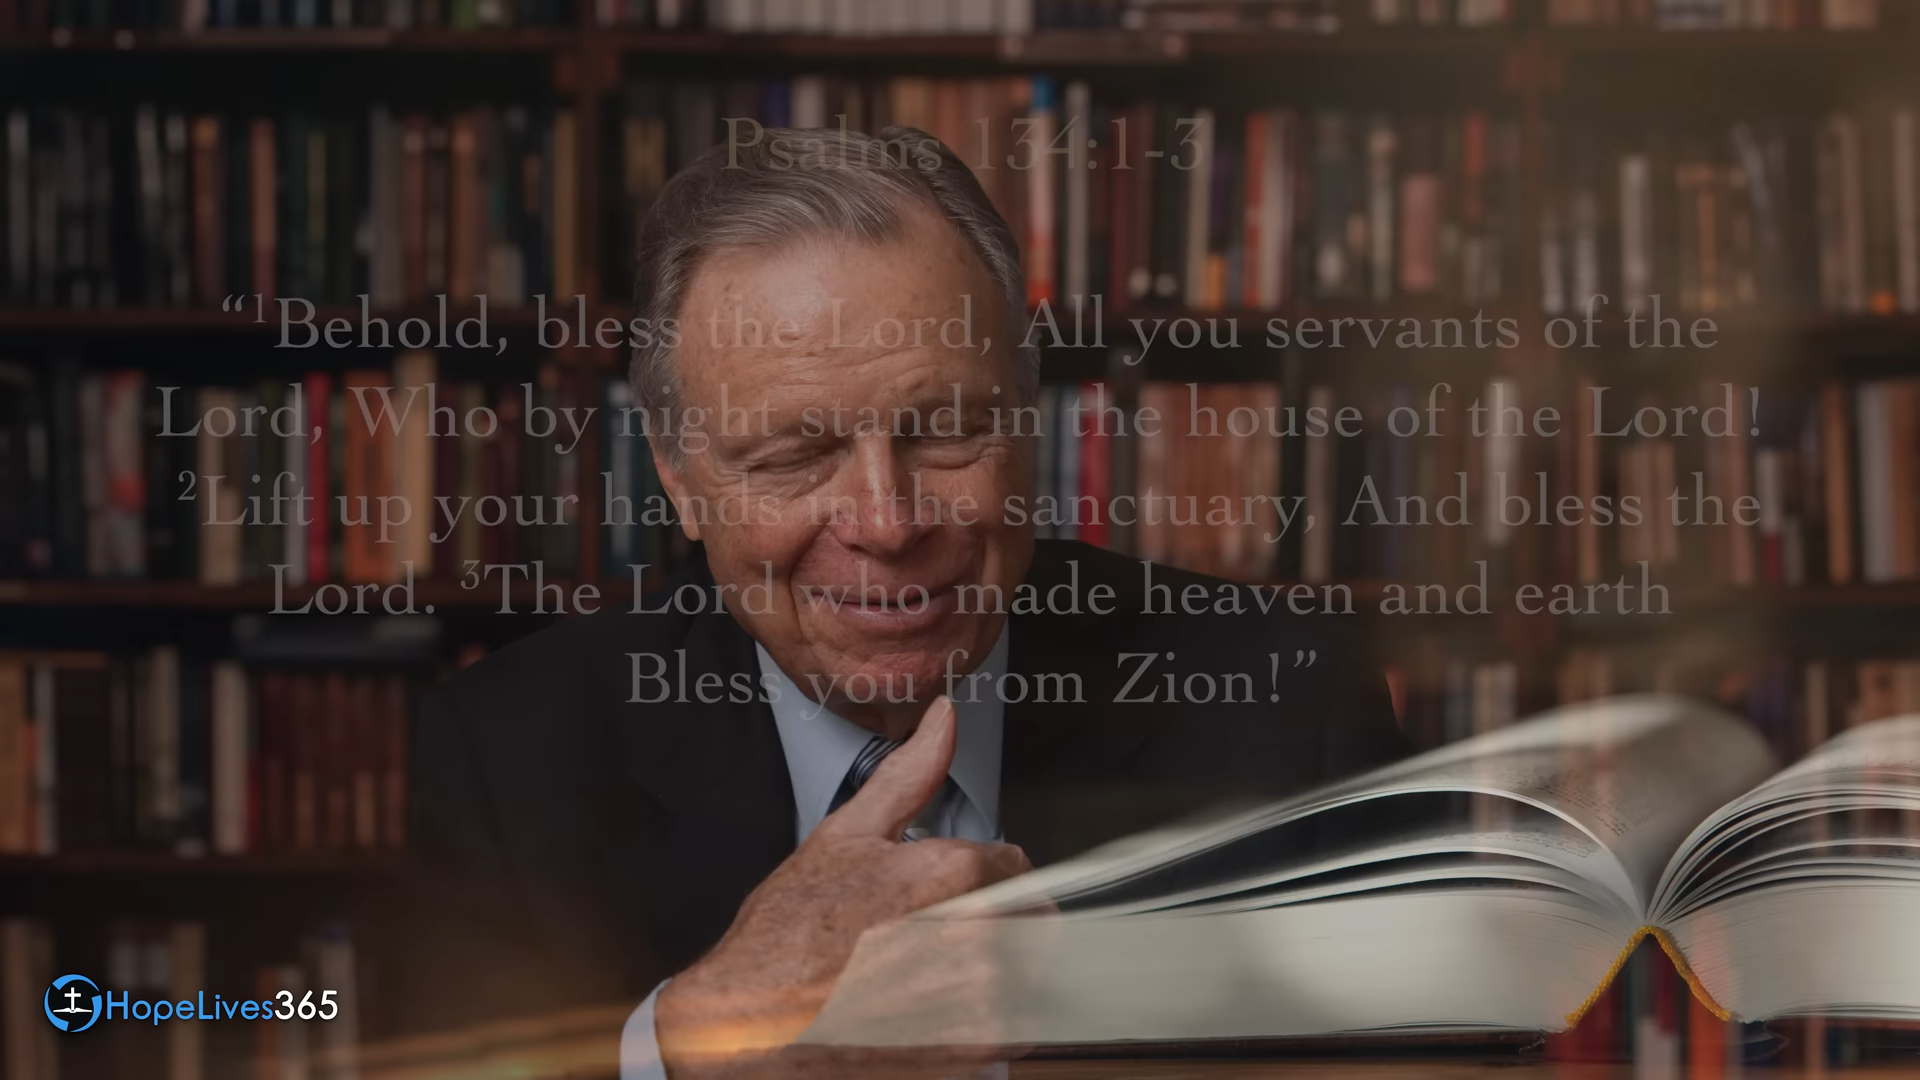 Psalms 134:1-3
“¹Behold, bless the Lord, All you servants of the
Lord, Who by night stand in the house of the Lord!
²Lift up your hands in the sanctuary, And bless the
Lord. ³The Lord who made heaven and earth
Bless you from Zion!”
HopeLives365